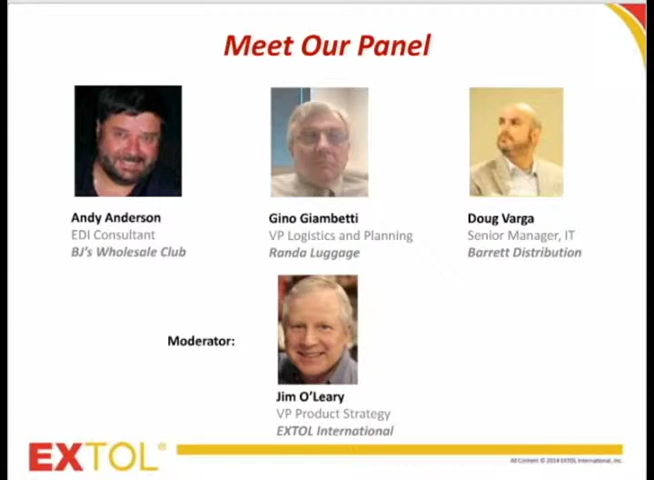 Meet Our Panel
Andy Anderson
EDI Consultant
BJ's Wholesale Club
Gino Giambetti
VP Logistics and Planning
Randa Luggage
Doug Varga
Senior Manager, IT
Barrett Distribution
Moderator:
Jim O'Leary
VP Product Strategy
EXTOL International
EXTOL®
All Content © 2014 EXTOL International, Inc.